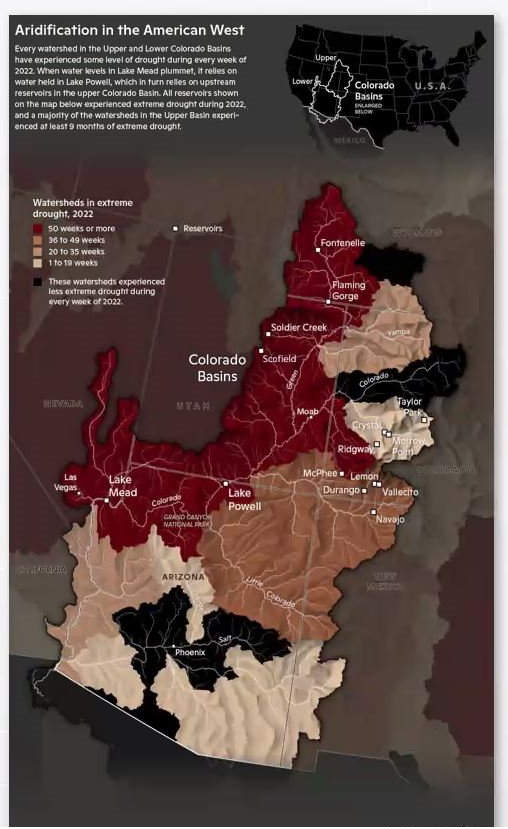 Aridification in the American West
Every watershed in the Upper and Lower Colorado Basins
have experienced some level of drought during every week of
2022. When water levels in Lake Mead plummet, it relies on
water held in Lake Powell, which in turn relies on upstream
reservoirs in the upper Colorado Basin. All reservoirs shown
on the map below experienced extreme drought during 2022,
and a majority of the watersheds in the Upper Basin experi-
enced at least 9 months of extreme drought.
Upper
Lower
Colorado
Basins
ENLARGED
BELOW
U.S.A.
MEXICO
Watersheds in extreme
drought, 2022
50 weeks or more
36 to 49 weeks
20 to 35 weeks
1 to 19 weeks
These watersheds experienced
less extreme drought during
every week of 2022.
Reservoirs
WYOMING
Fontenelle
Flaming
Gorge
Soldier Creek
Yampa
Scofield
Colorado
Basins
Green
Colorado
NEVADA
UTAH
Moab
Taylor
Park
Crystal
Morrow
Point
Ridgway
COLORADO
McPhee
Lemon
Durango
Vallecito
Las
Vegas
Lake
Mead
Lake
Powell
Colorado
GRAND CANYON
NATIONAL PARK
Navajo
CALIFORNIA
ARIZONA
Little Colorado
NEW
MEXICO
Salt
Phoenix